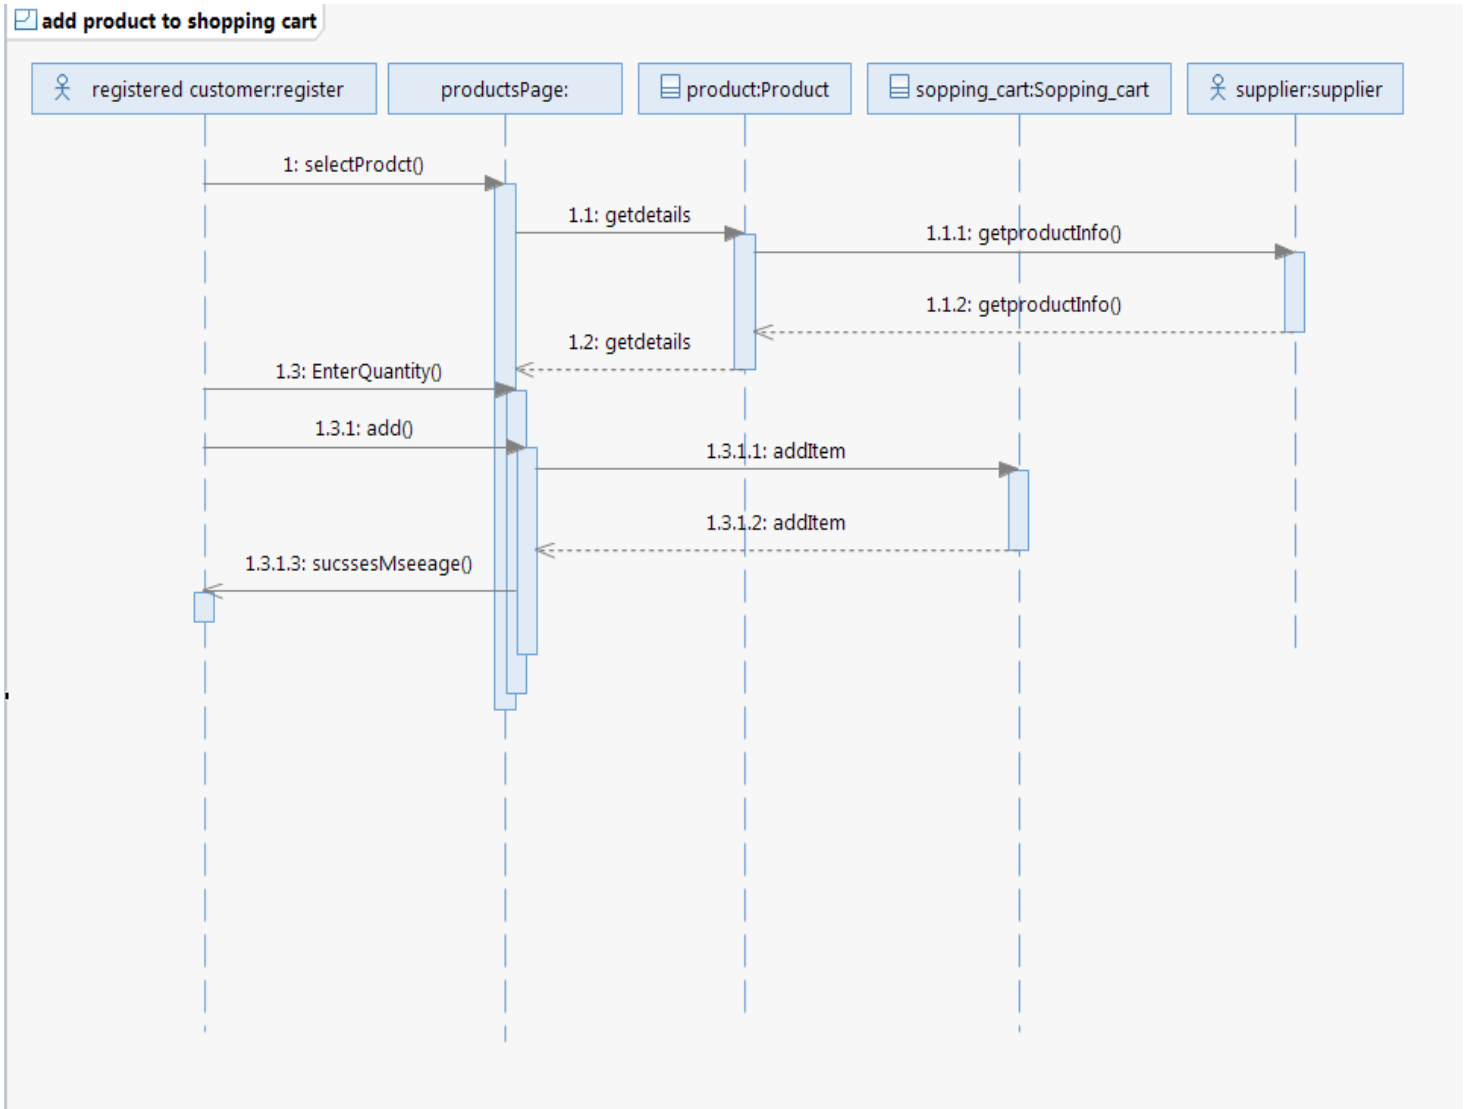 add product to shopping cart
registered customer:register
productsPage:
product:Product
sopping_cart:Sopping_cart
supplier:supplier
1: selectProdct()
1.1: getdetails
1.1.1: getproductInfo()
1.1.2: getproductInfo()
1.2: getdetails
1.3: EnterQuantity()
1.3.1: add()
1.3.1.1: addItem
1.3.1.2: addItem
1.3.1.3: sucssesMseeage()